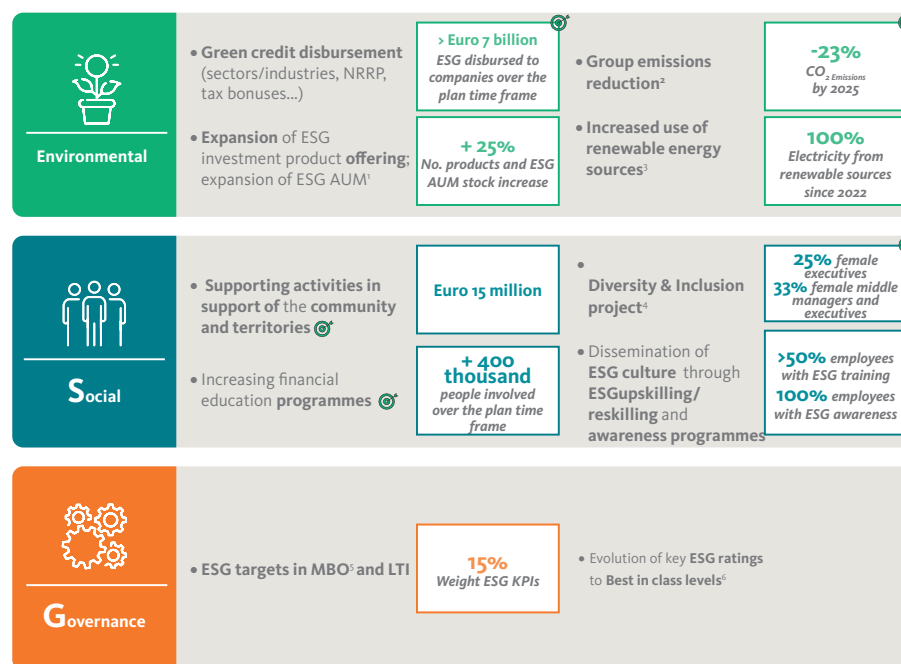 Environmental
• Green credit disbursement
(sectors/industries, NRRP,
tax bonuses...)
> Euro 7 billion
ESG disbursed to
companies over the
plan time frame
• Group emissions
reduction²
-23%
CO₂ Emissions
by 2025
• Expansion of ESG
investment product offering;
expansion of ESG AUM¹
+ 25%
No. products and ESG
AUM stock increase
• Increased use of
renewable energy
sources³
100%
Electricity from
renewable sources
since 2022
Social
• Supporting activities in
support of the community
and territories
Euro 15 million
•
Diversity & Inclusion
project⁴
25% female
executives
33% female middle
managers and
executives
• Increasing financial
education programmes
+ 400
thousand
people involved
over the plan time
frame
• Dissemination of
ESG culture through
ESGupskilling/
reskilling and
awareness programmes
>50% employees
with ESG training
100% employees
with ESG awareness
Governance
• ESG targets in MBO⁵ and LTI
15%
Weight ESG KPIs
• Evolution of key ESG ratings
to Best in class levels⁶